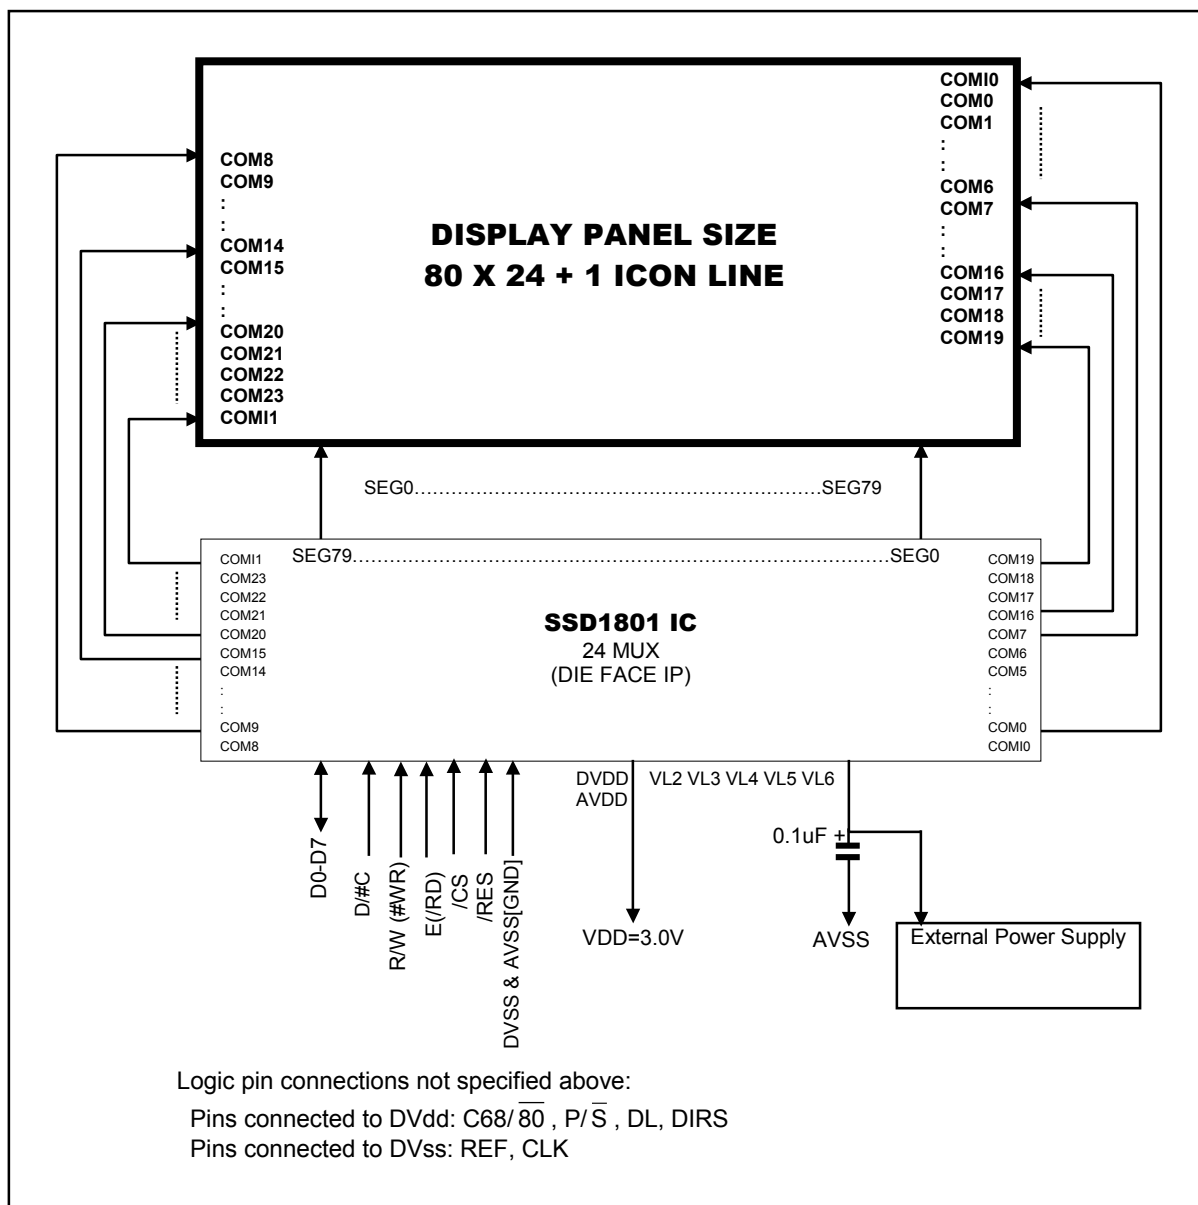 COMI0
COM0
COM1
:
:
COM6
COM7
:
:
COM16
COM17
COM18
COM19
COM8
COM9
:
:
COM14
COM15
:
:
COM20
COM21
COM22
COM23
COMI1
DISPLAY PANEL SIZE
80 X 24 + 1 ICON LINE
SEG0....................................................................SEG79
SEG79.........................................................................................SEG0
COMI1
COM23
COM22
COM21
COM20
COM15
COM14
:
:
COM9
COM8
SSD1801 IC
24 MUX
(DIE FACE IP)
COM19
COM18
COM17
COM16
COM7
COM6
COM5
:
:
COM0
COMI0
D0-D7
D/#C
R/W (#WR)
E(/RD)
/CS
/RES
DVSS & AVSS[GND]
DVDD
AVDD
VL2 VL3 VL4 VL5 VL6
VDD=3.0V
0.1uF +
AVSS
External Power Supply
Logic pin connections not specified above:
Pins connected to DVdd: C68/ 8̅0̅ , P/ S̅ , DL, DIRS
Pins connected to DVss: REF, CLK